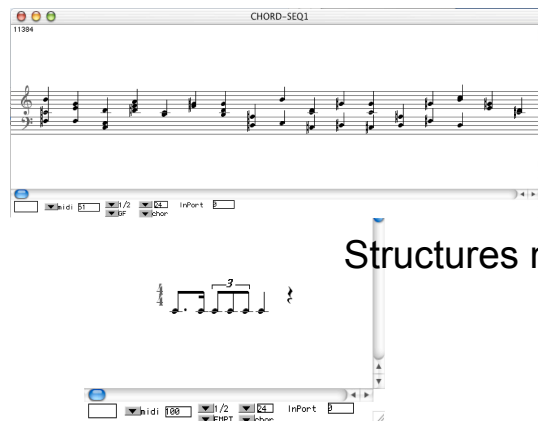 CHORD-SEQ1
11394
midi 51 1/2 24 InPort 0
GF chor
Structures
3
midi 100 1/2 24 InPort 0
EMPT chor